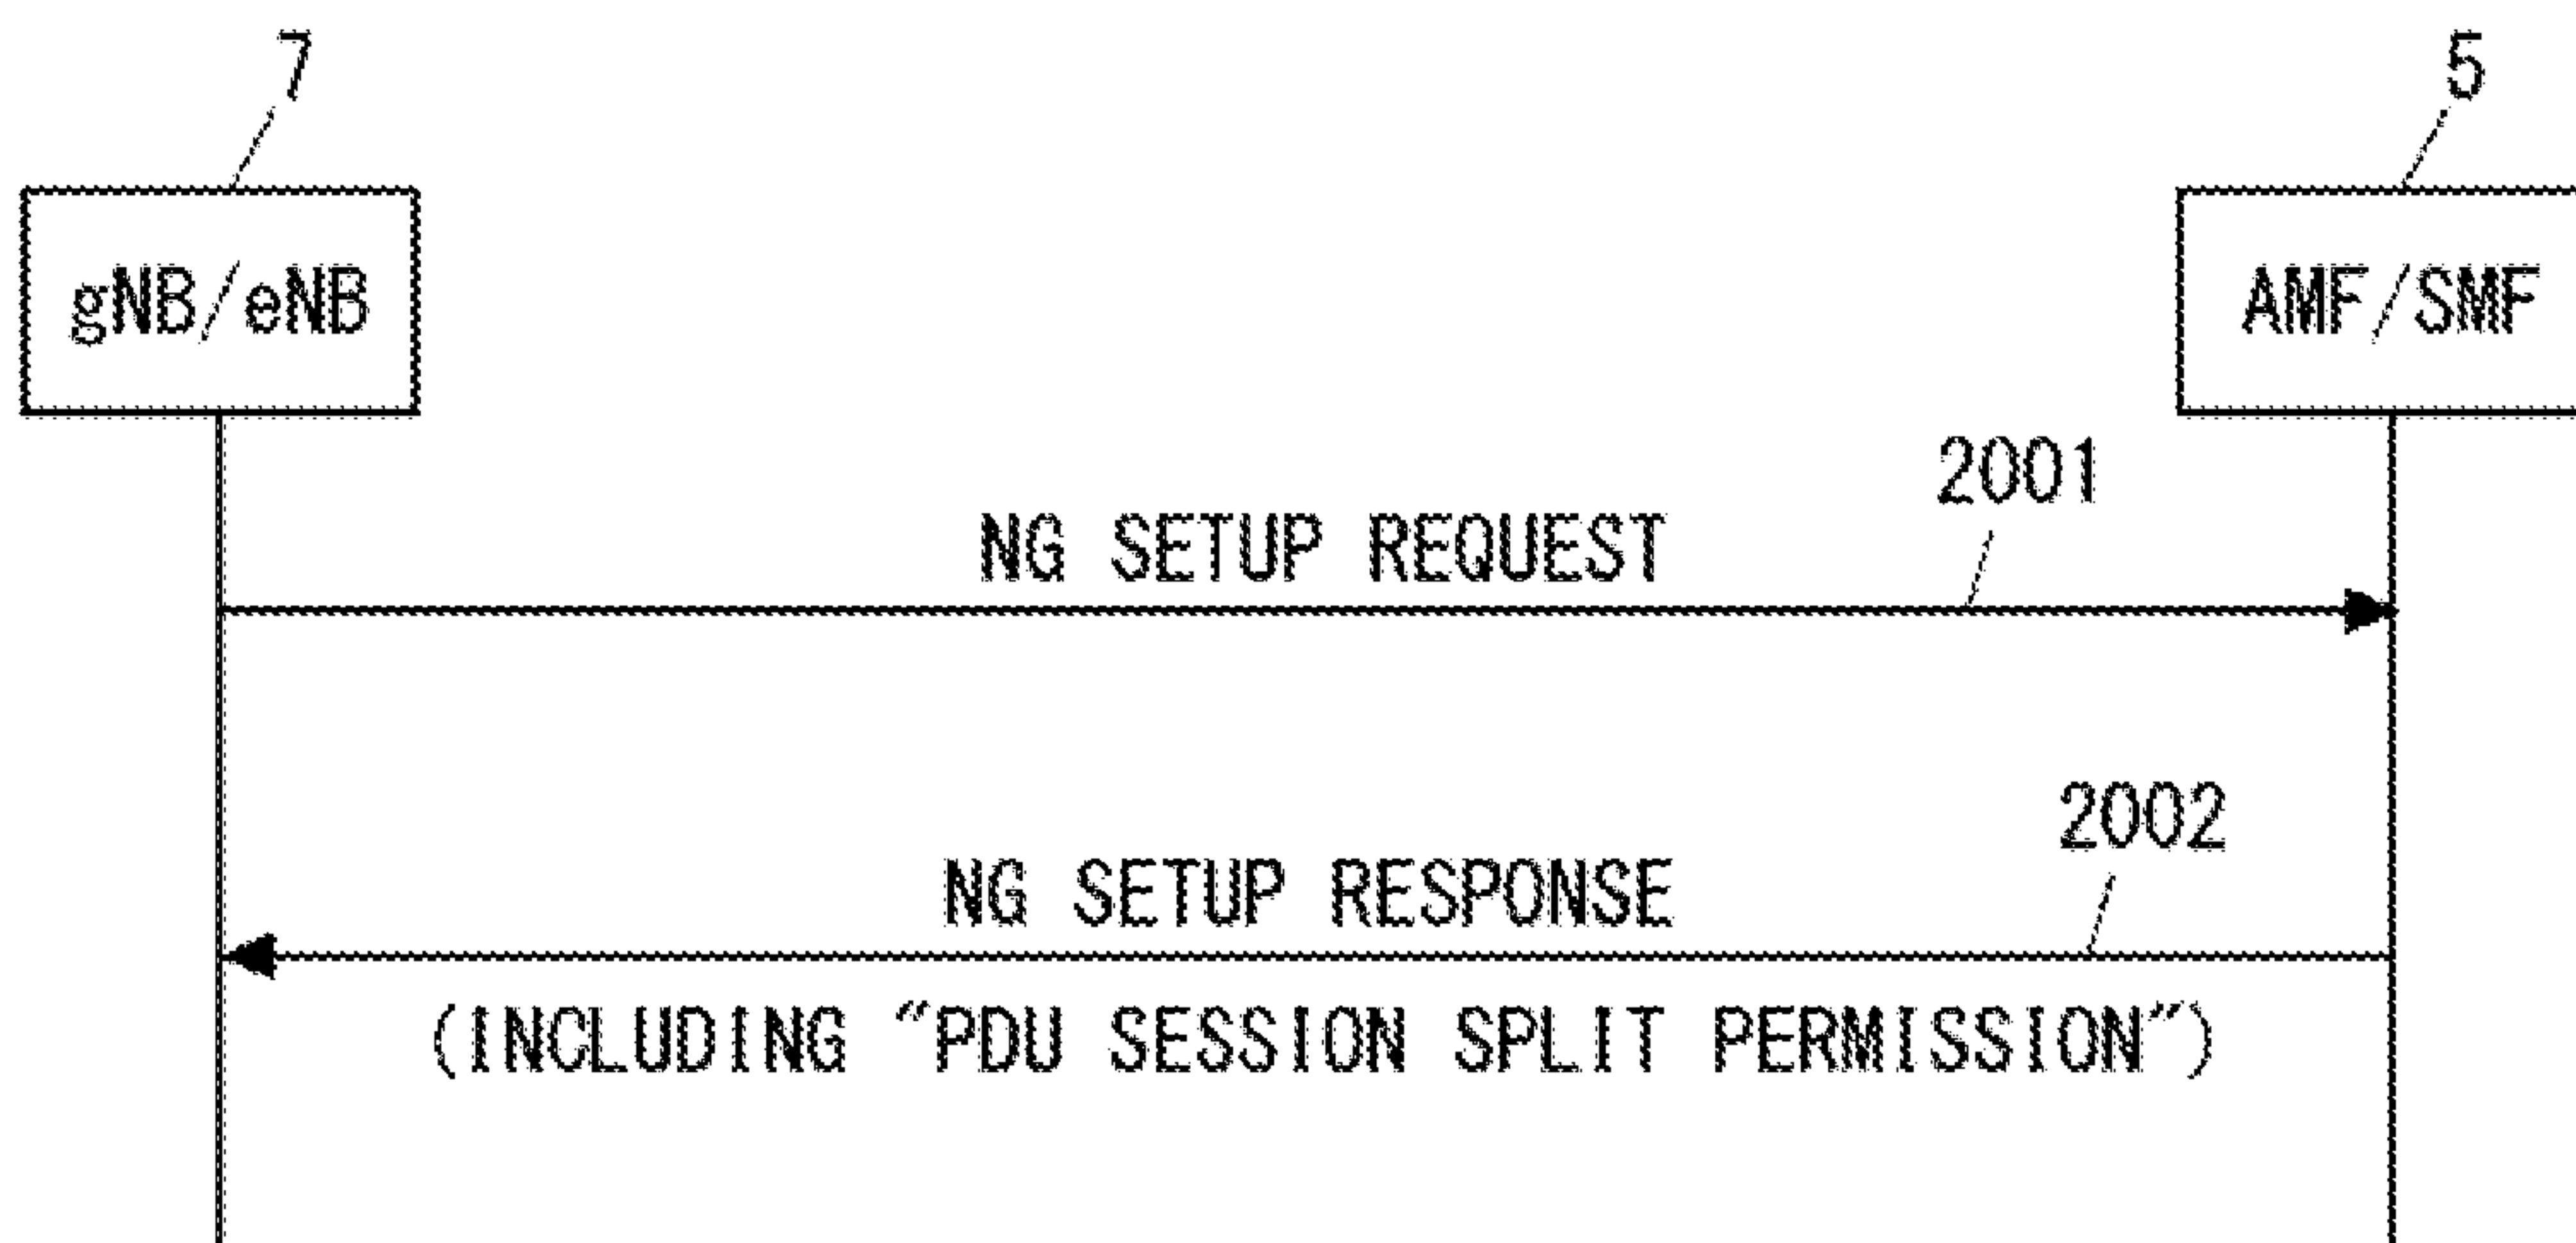 7
5
gNB/eNB
AMF/SMF
2001
NG SETUP REQUEST
2002
NG SETUP RESPONSE
(INCLUDING "PDU SESSION SPLIT PERMISSION")